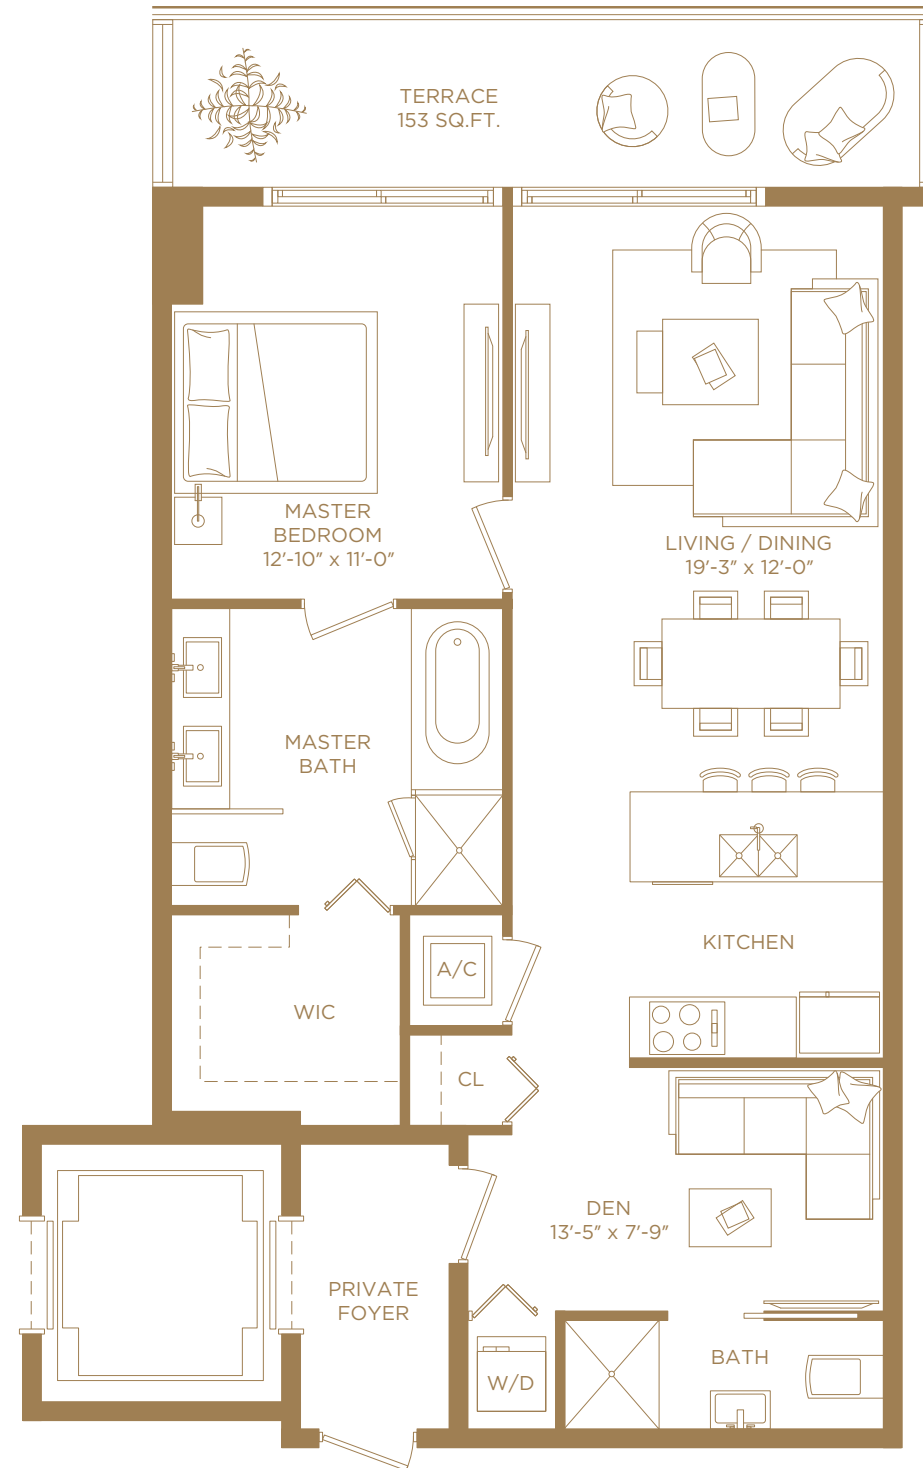 TERRACE
153 SQ.FT.
MASTER
BEDROOM
12'-10" x 11'-0"
LIVING / DINING
19'-3" x 12'-0"
MASTER
BATH
KITCHEN
A/C
WIC
CL
DEN
13'-5" x 7'-9"
PRIVATE
FOYER
BATH
W/D